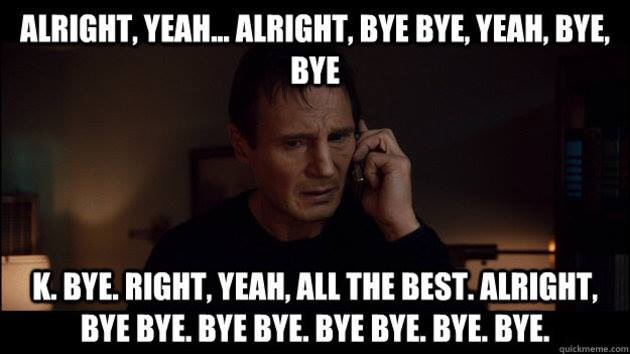 ALRIGHT, YEAH... ALRIGHT, BYE BYE, YEAH, BYE,
BYE
K. BYE. RIGHT, YEAH, ALL THE BEST. ALRIGHT,
BYE BYE. BYE BYE. BYE BYE. BYE. BYE.
quickmeme.com